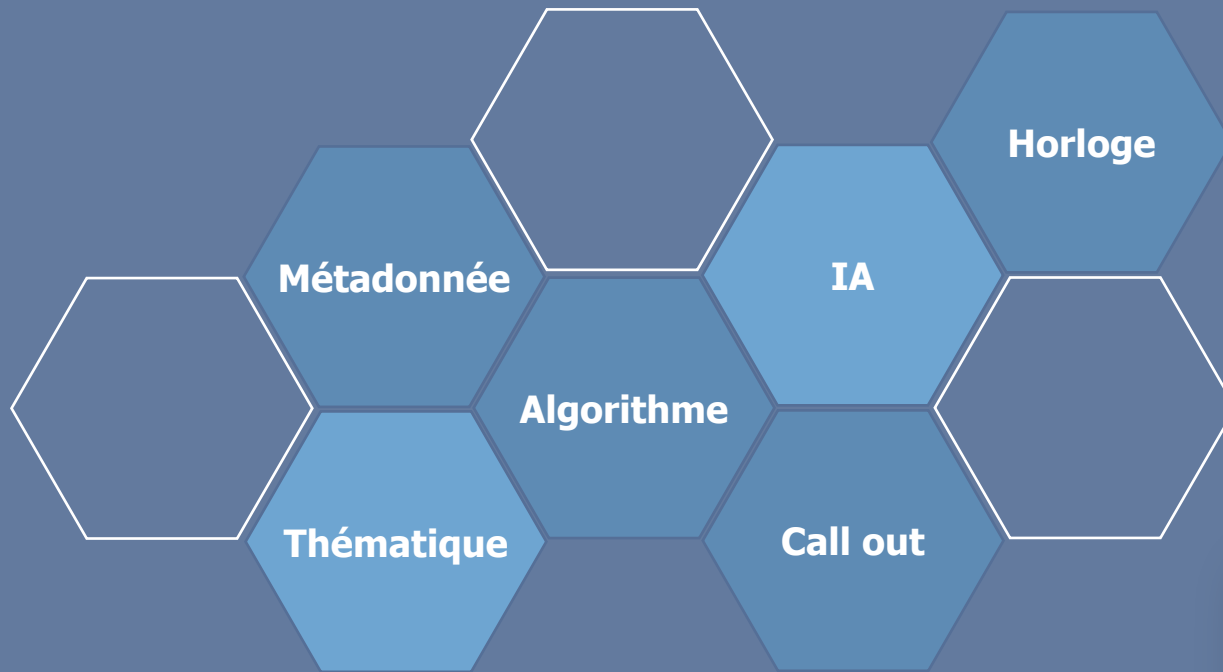 Horloge
Métadonnée
IA
Algorithme
Thématique
Call out